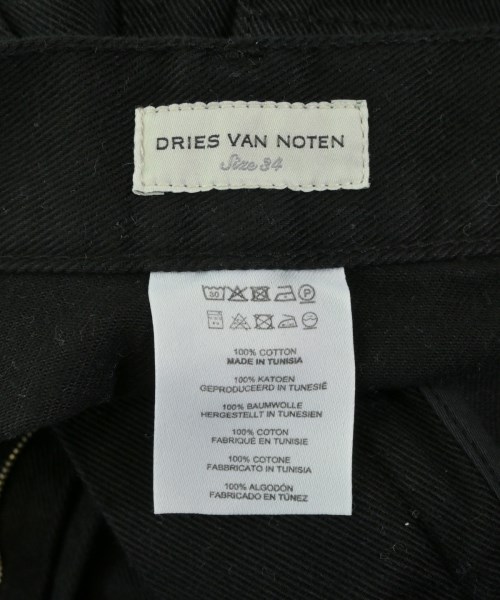 DRIES VAN NOTEN
Size 34
30 P
100% COTTON
MADE IN TUNISIA
100% KATOEN
GEPRODUCEERD IN TUNESIË
100% BAUMWOLLE
HERGESTELLT IN TUNESIEN
100% COTON
FABRIQUÉ EN TUNISIE
100% COTONE
FABBRICATO IN TUNISIA
100% ALGODÓN
FABRICADO EN TÚNEZ